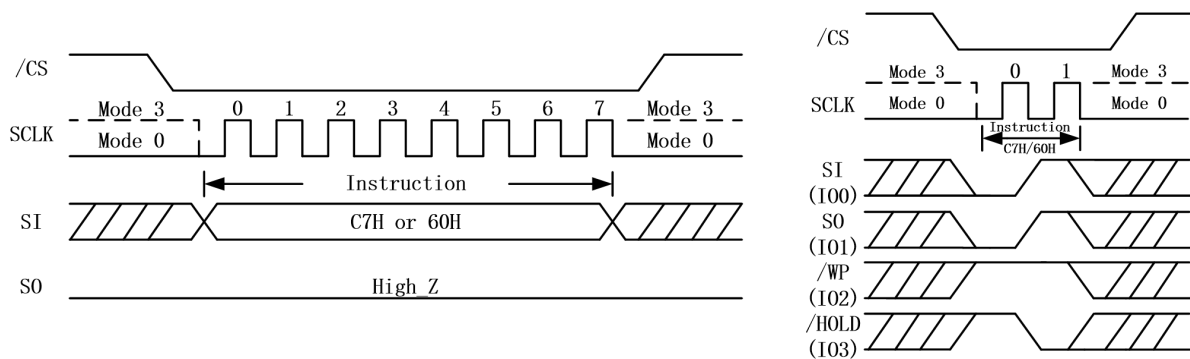 /CS
Mode 3 0 1 2 3 4 5 6 7 Mode 3
SCLK Mode 0 Mode 0
Instruction
SI C7H or 60H
SO High_Z
/CS
Mode 3 0 1 Mode 3
SCLK Mode 0 Mode 0
Instruction
C7H/60H
SI
(IO0)
SO
(IO1)
/WP
(IO2)
/HOLD
(IO3)